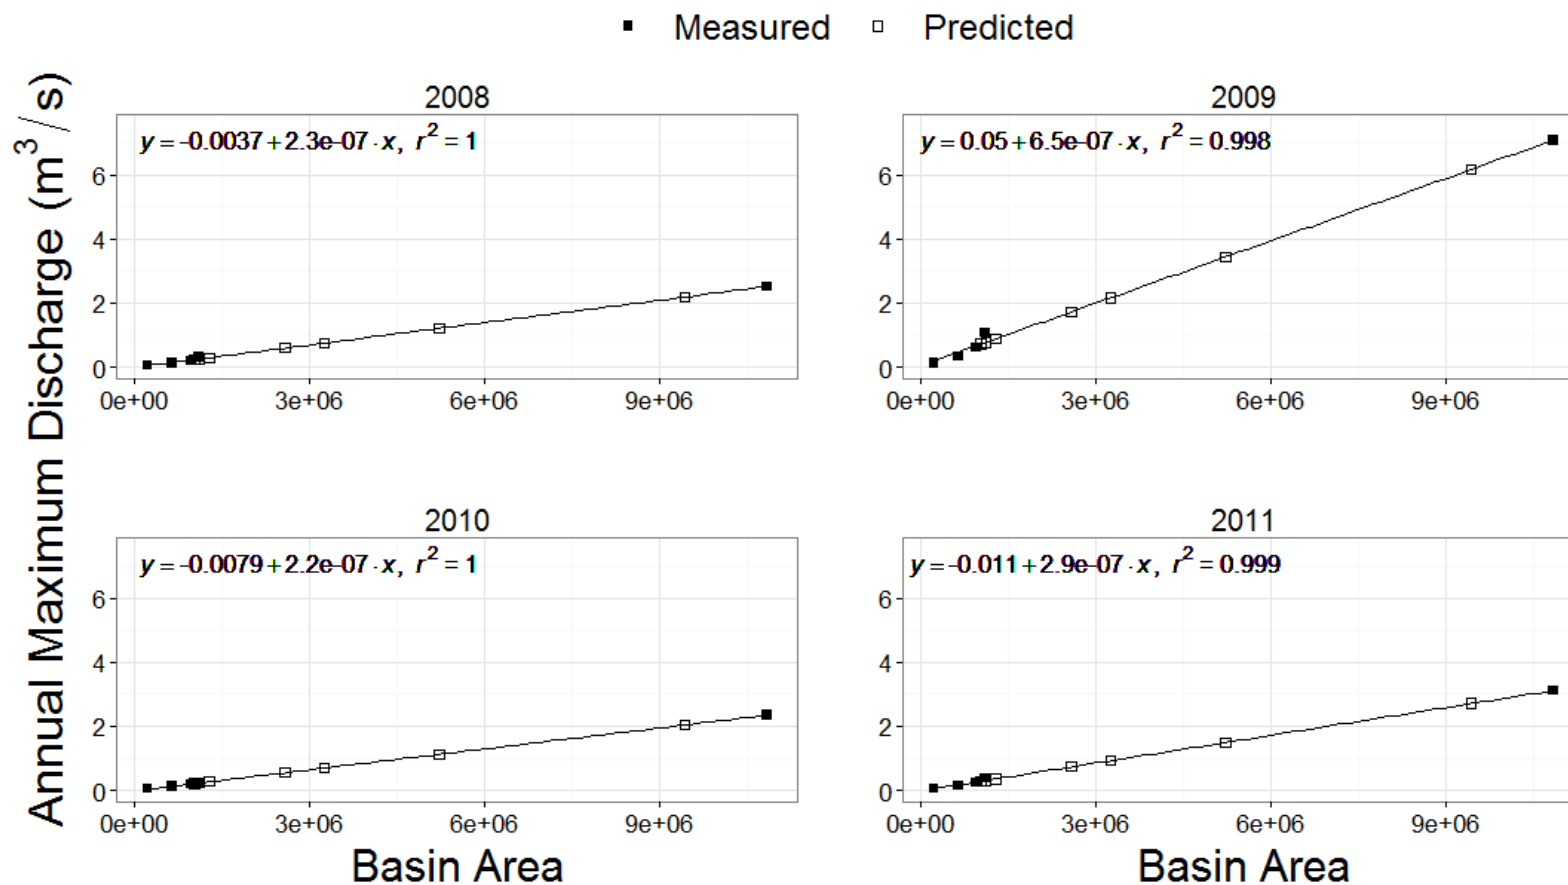 Measured Predicted
Annual Maximum Discharge (m³/s)
2008
y = -0.0037 + 2.3e-07 · x, r² = 1
6
4
2
0
0e+00 3e+06 6e+06 9e+06
2009
y = 0.05 + 6.5e-07 · x, r² = 0.998
6
4
2
0
0e+00 3e+06 6e+06 9e+06
2010
y = -0.0079 + 2.2e-07 · x, r² = 1
6
4
2
0
0e+00 3e+06 6e+06 9e+06
Basin Area
2011
y = -0.011 + 2.9e-07 · x, r² = 0.999
6
4
2
0
0e+00 3e+06 6e+06 9e+06
Basin Area